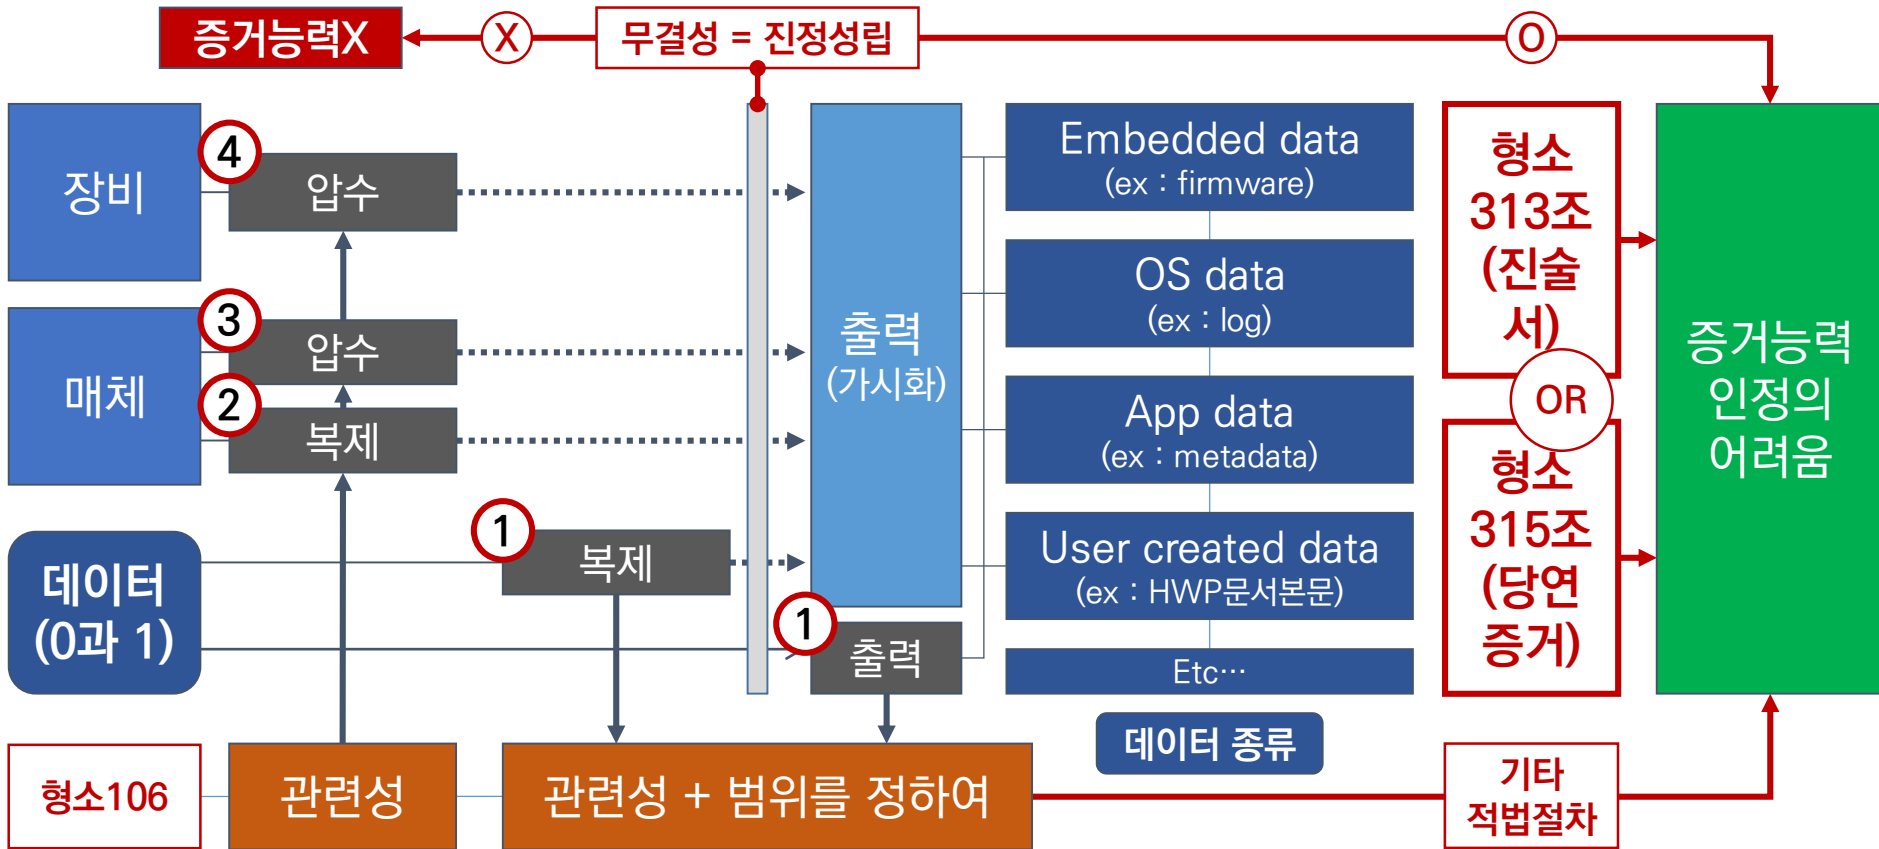 증거능력X
X
무결성 = 진정성립
O
장비
4
압수
매체
3
압수
2
복제
데이터
(0과 1)
1
복제
출력
(가시화)
1
출력
Embedded data
(ex : firmware)
OS data
(ex : log)
App data
(ex : metadata)
User created data
(ex : HWP문서본문)
Etc…
데이터 종류
형소
313조
(진술
서)
OR
형소
315조
(당연
증거)
증거능력
인정의
어려움
형소106
관련성
관련성 + 범위를 정하여
기타
적법절차